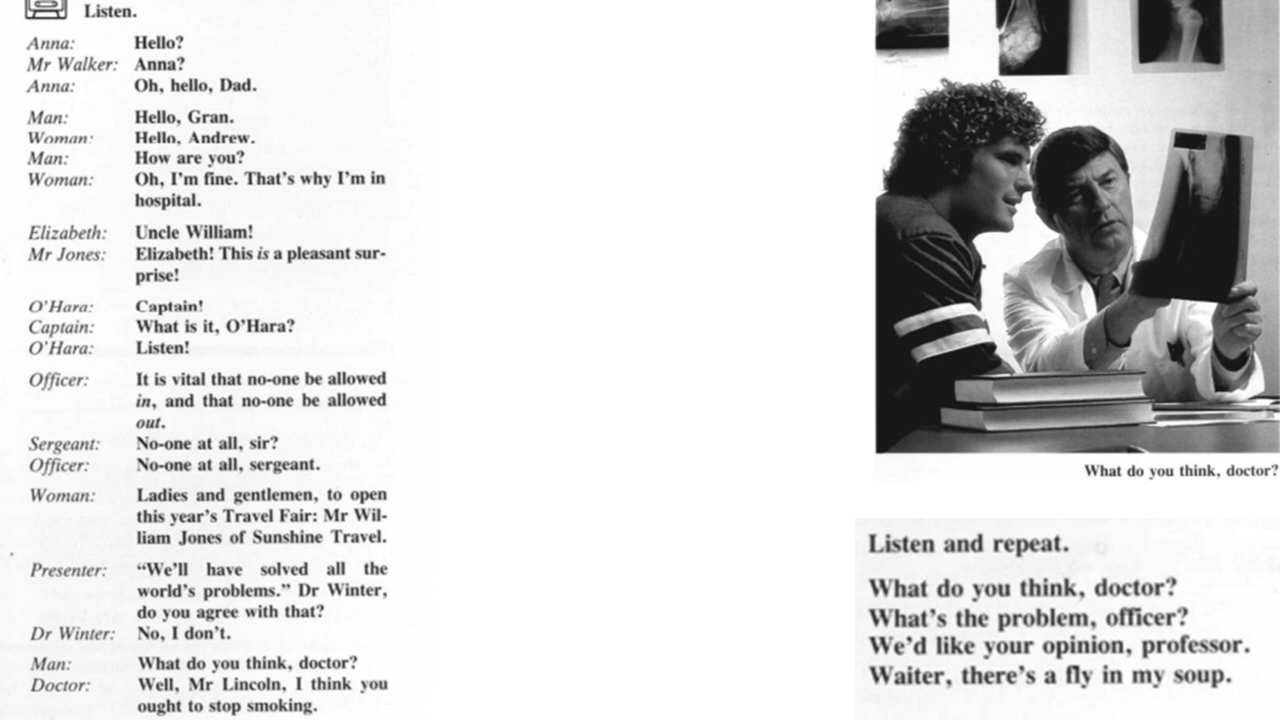 Listen.
Anna: Hello?
Mr Walker: Anna?
Anna: Oh, hello, Dad.
Man: Hello, Gran.
Woman: Hello, Andrew.
Man: How are you?
Woman: Oh, I'm fine. That's why I'm in
hospital.
Elizabeth: Uncle William!
Mr Jones: Elizabeth! This is a pleasant sur-
prise!
O'Hara: Captain!
Captain: What is it, O'Hara?
O'Hara: Listen!
Officer: It is vital that no-one be allowed
in, and that no-one be allowed
out.
Sergeant: No-one at all, sir?
Officer: No-one at all, sergeant.
Woman: Ladies and gentlemen, to open
this year's Travel Fair: Mr Wil-
liam Jones of Sunshine Travel.
Presenter: "We'll have solved all the
world's problems." Dr Winter,
do you agree with that?
Dr Winter: No, I don't.
Man: What do you think, doctor?
Doctor: Well, Mr Lincoln, I think you
ought to stop smoking.
What do you think, doctor?
Listen and repeat.
What do you think, doctor?
What's the problem, officer?
We'd like your opinion, professor.
Waiter, there's a fly in my soup.